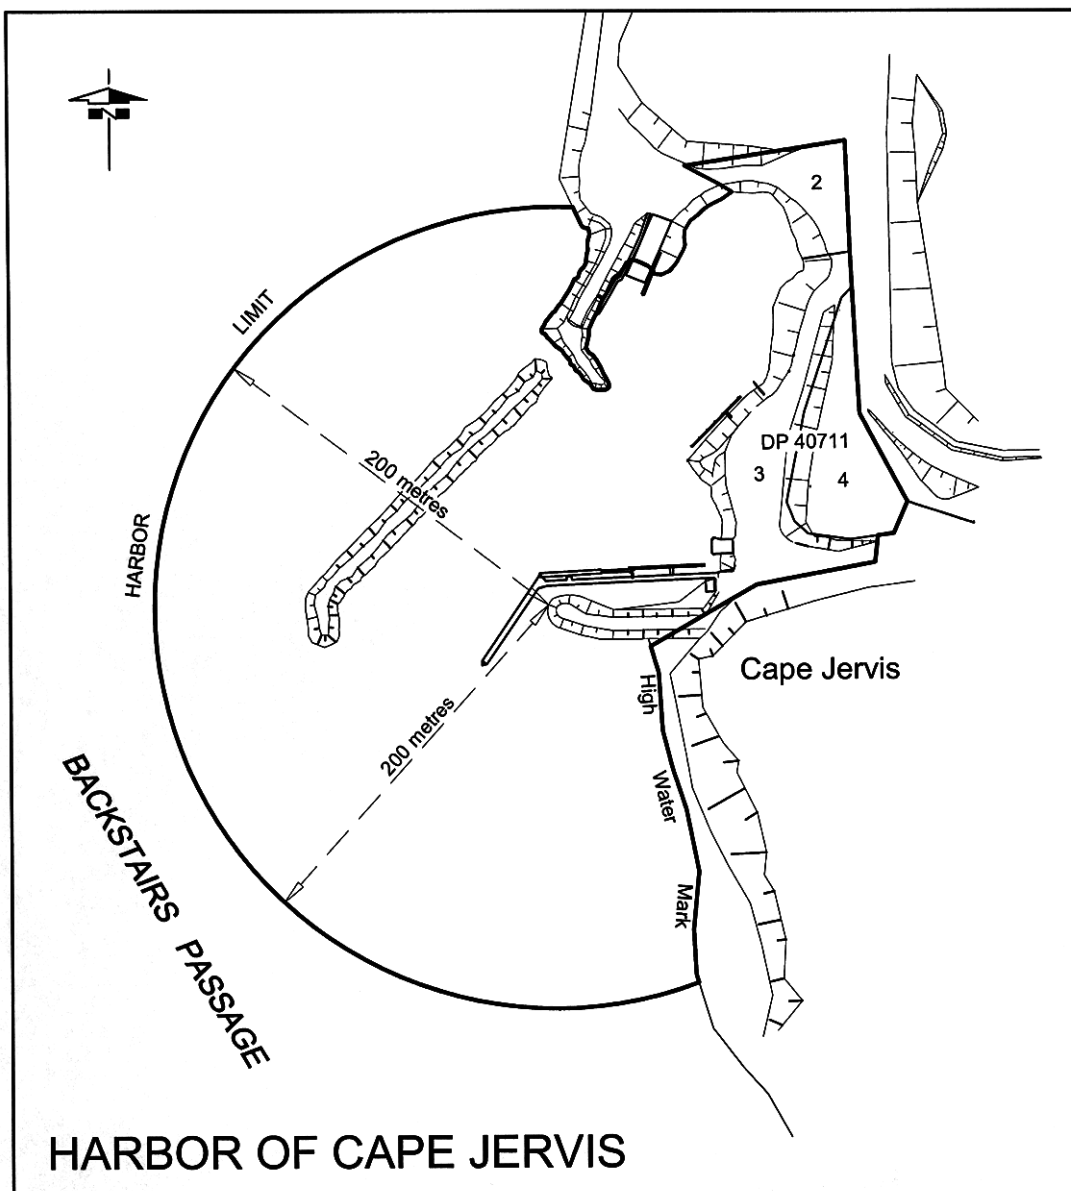 N
2
LIMIT
DP 40711
200 metres
3
4
HARBOR
Cape Jervis
High
200 metres
Water
BACKSTAIRS PASSAGE
Mark
HARBOR OF CAPE JERVIS